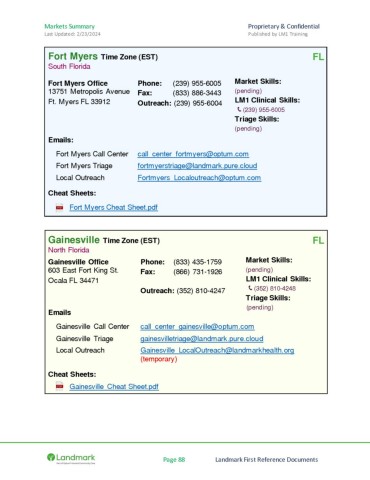 Markets Summary Proprietary & Confidential
Last Updated: 2/23/2024 Published by LM1 Training
Fort Myers Time Zone (EST) FL
South Florida
Fort Myers Office
13751 Metropolis Avenue
Ft. Myers FL 33912
Phone: (239) 955-6005
Fax: (833) 886-3443
Outreach: (239) 955-6004
Market Skills:
(pending)
LM1 Clinical Skills:
(239) 955-6005
Triage Skills:
(pending)
Emails:
Fort Myers Call Center call_center_fortmyers@optum.com
Fort Myers Triage fortmyerstriage@landmark.pure.cloud
Local Outreach Fortmyers_Localoutreach@optum.com
Cheat Sheets:
Fort Myers Cheat Sheet.pdf
Gainesville Time Zone (EST) FL
North Florida
Gainesville Office
603 East Fort King St.
Ocala FL 34471
Phone: (833) 435-1759
Fax: (866) 731-1926
Outreach: (352) 810-4247
Market Skills:
(pending)
LM1 Clinical Skills:
(352) 810-4248
Triage Skills:
(pending)
Emails
Gainesville Call Center call_center_gainesville@optum.com
Gainesville Triage gainesvilletriage@landmark.pure.cloud
Local Outreach Gainesville_LocalOutreach@landmarkhealth.org
(temporary)
Cheat Sheets:
Gainesville Cheat Sheet.pdf
Landmark Page 88 Landmark First Reference Documents